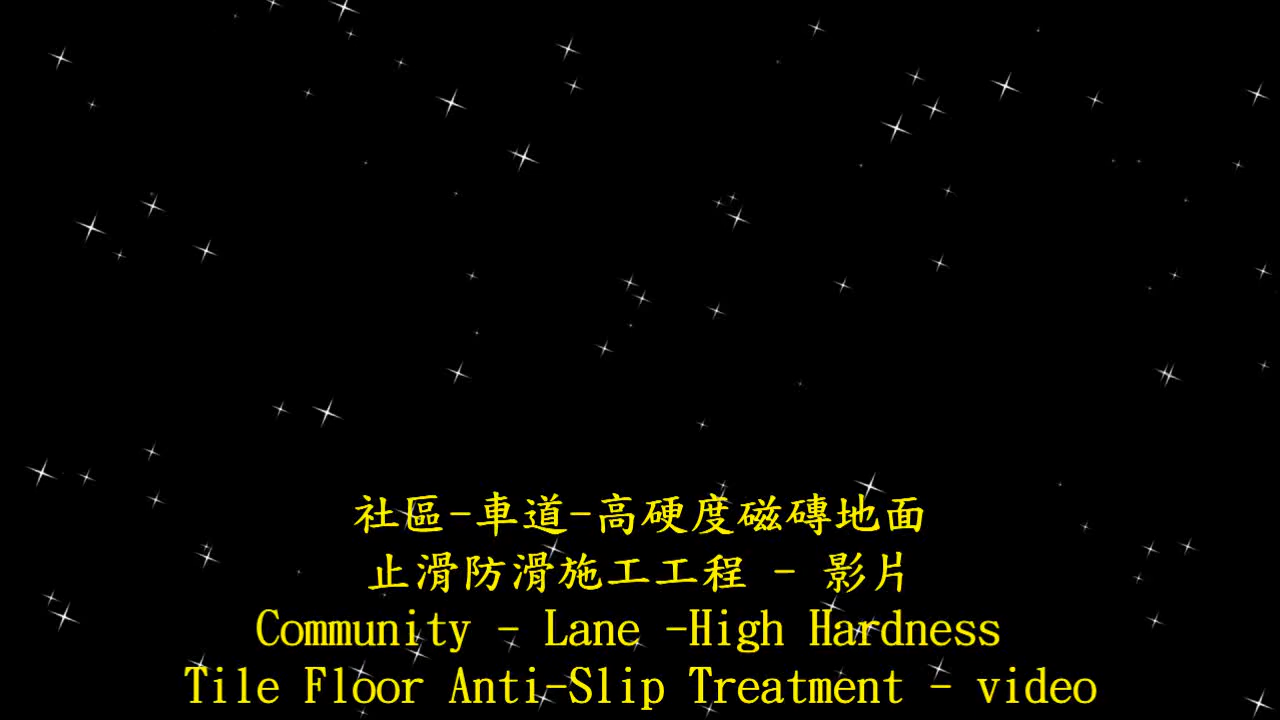 社區-車道-高硬度磁磚地面
止滑防滑施工工程 - 影片
Community - Lane -High Hardness
Tile Floor Anti-Slip Treatment - video